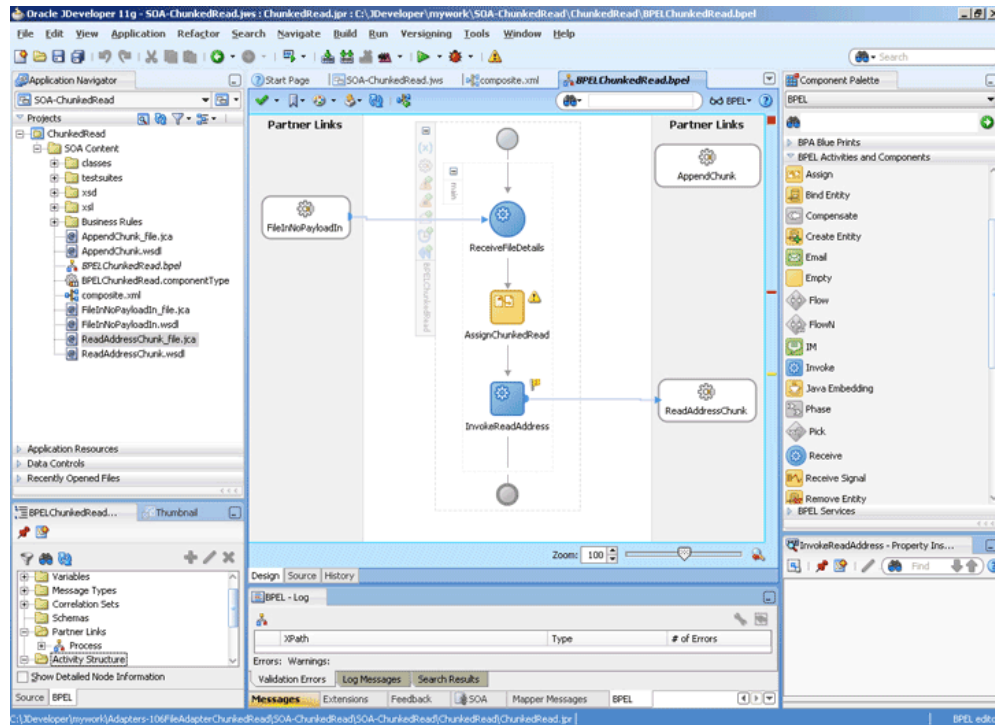 Oracle JDeveloper 11g - SOA-ChunkedRead.jws : ChunkedRead.jpr : C:\JDeveloper\mywork\SOA-ChunkedRead\ChunkedRead\BPELChunkedRead.bpel
File Edit View Application Refactor Search Navigate Build Run Versioning Tools Window Help
Search
Application Navigator
SOA-ChunkedRead
Projects
ChunkedRead
SOA Content
classes
testsuites
xsd
xsl
Business Rules
AppendChunk_file.jca
AppendChunk.wsdl
BPELChunkedRead.bpel
BPELChunkedRead.componentType
composite.xml
FileInNoPayloadIn_file.jca
FileInNoPayloadIn.wsdl
ReadAddressChunk_file.jca
ReadAddressChunk.wsdl
Application Resources
Data Controls
Recently Opened Files
BPELChunkedRead... Thumbnail
Variables
Message Types
Correlation Sets
Schemas
Partner Links
Process
Activity Structure
Show Detailed Node Information
Source BPEL
Start Page SOA-ChunkedRead.jws composite.xml BPELChunkedRead.bpel
BPEL
Partner Links
Partner Links
main
BPELChunkedRead
AppendChunk
FileInNoPayloadIn
ReceiveFileDetails
AssignChunkedRead
InvokeReadAddress
ReadAddressChunk
Zoom: 100
Design Source History
BPEL - Log
XPath Type # of Errors
Errors: Warnings:
Validation Errors Log Messages Search Results
Messages Extensions Feedback SOA Mapper Messages BPEL
Component Palette
BPEL
BPA Blue Prints
BPEL Activities and Components
Assign
Bind Entity
Compensate
Create Entity
Email
Empty
Flow
FlowN
IM
Invoke
Java Embedding
Phase
Pick
Receive
Receive Signal
Remove Entity
BPEL Services
InvokeReadAddress - Property Ins...
Find
C:\JDeveloper\mywork\Adapters-106FileAdapterChunkedRead\SOA-ChunkedRead\SOA-ChunkedRead\ChunkedRead\ChunkedRead.jpr
BPEL edito